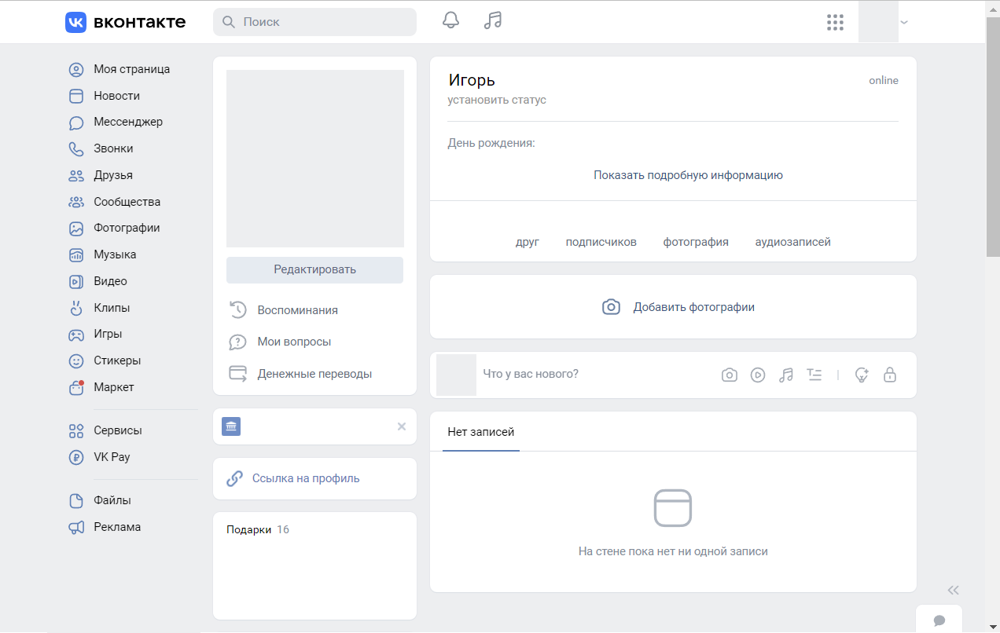 вконтакте
Поиск
Моя страница
Новости
Мессенджер
Звонки
Друзья
Сообщества
Фотографии
Музыка
Видео
Клипы
Игры
Стикеры
Маркет
Сервисы
VK Pay
Файлы
Реклама
Редактировать
Воспоминания
Мои вопросы
Денежные переводы
Ссылка на профиль
Подарки 16
Игорь online
установить статус
День рождения:
Показать подробную информацию
друг подписчиков фотография аудиозаписей
Добавить фотографии
Что у вас нового?
Нет записей
На стене пока нет ни одной записи